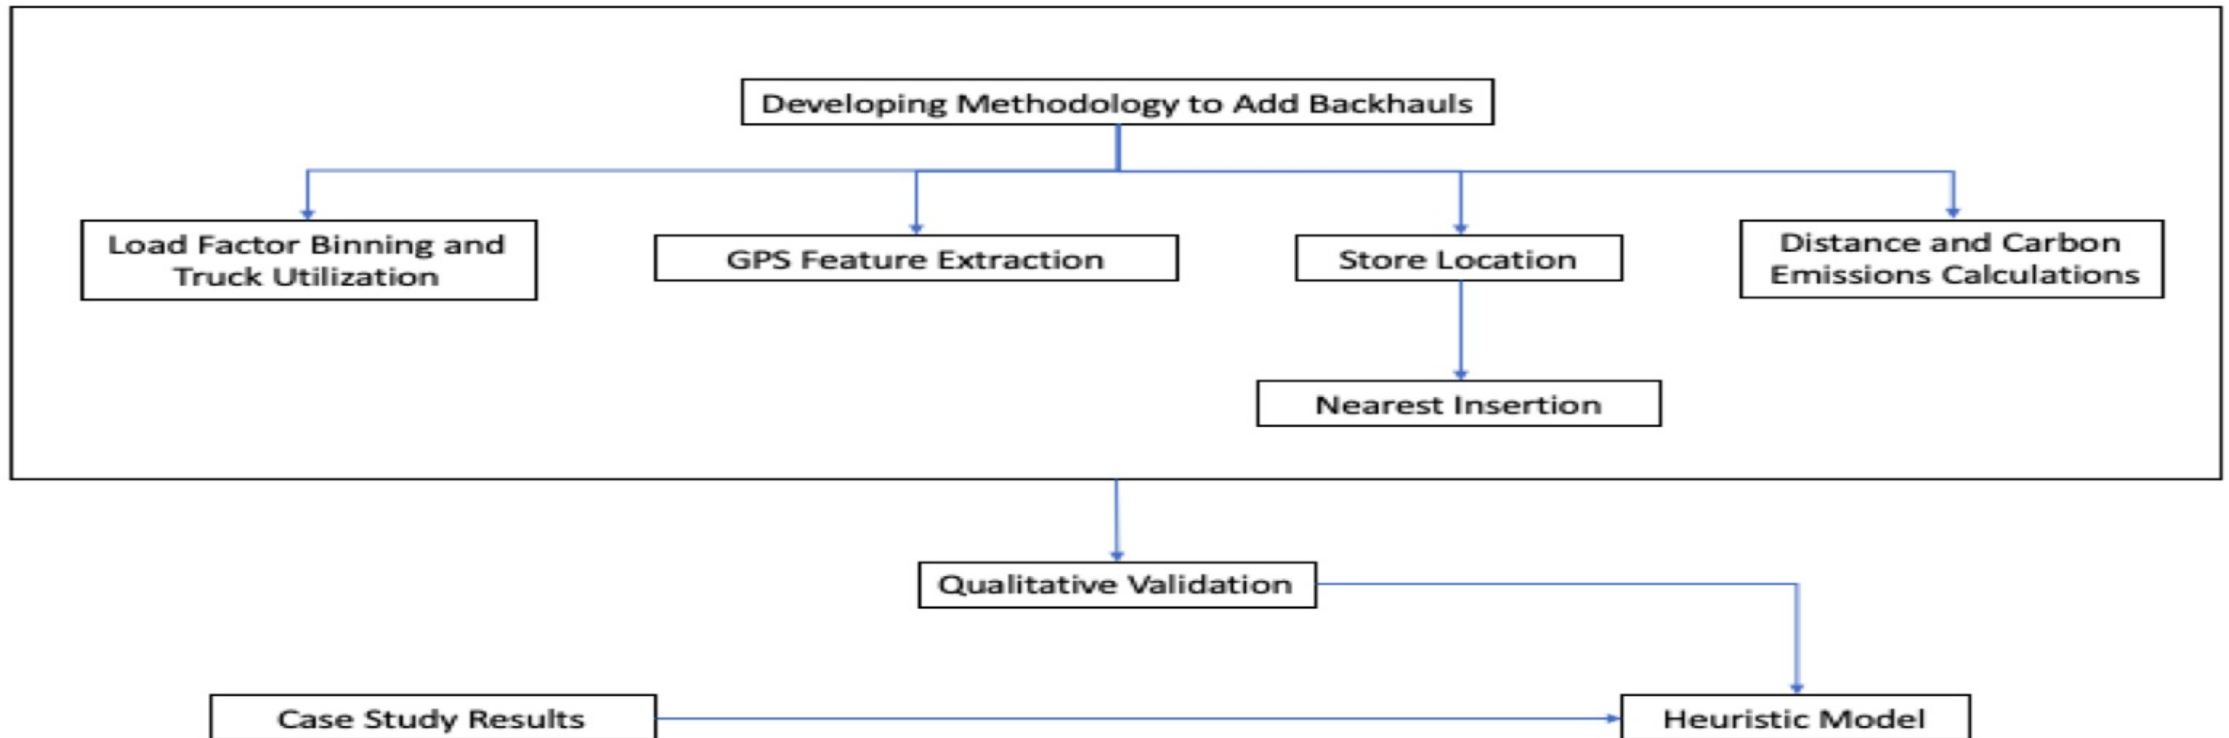 Developing Methodology to Add Backhauls
Load Factor Binning and
Truck Utilization
GPS Feature Extraction
Store Location
Distance and Carbon
Emissions Calculations
Nearest Insertion
Qualitative Validation
Case Study Results
Heuristic Model